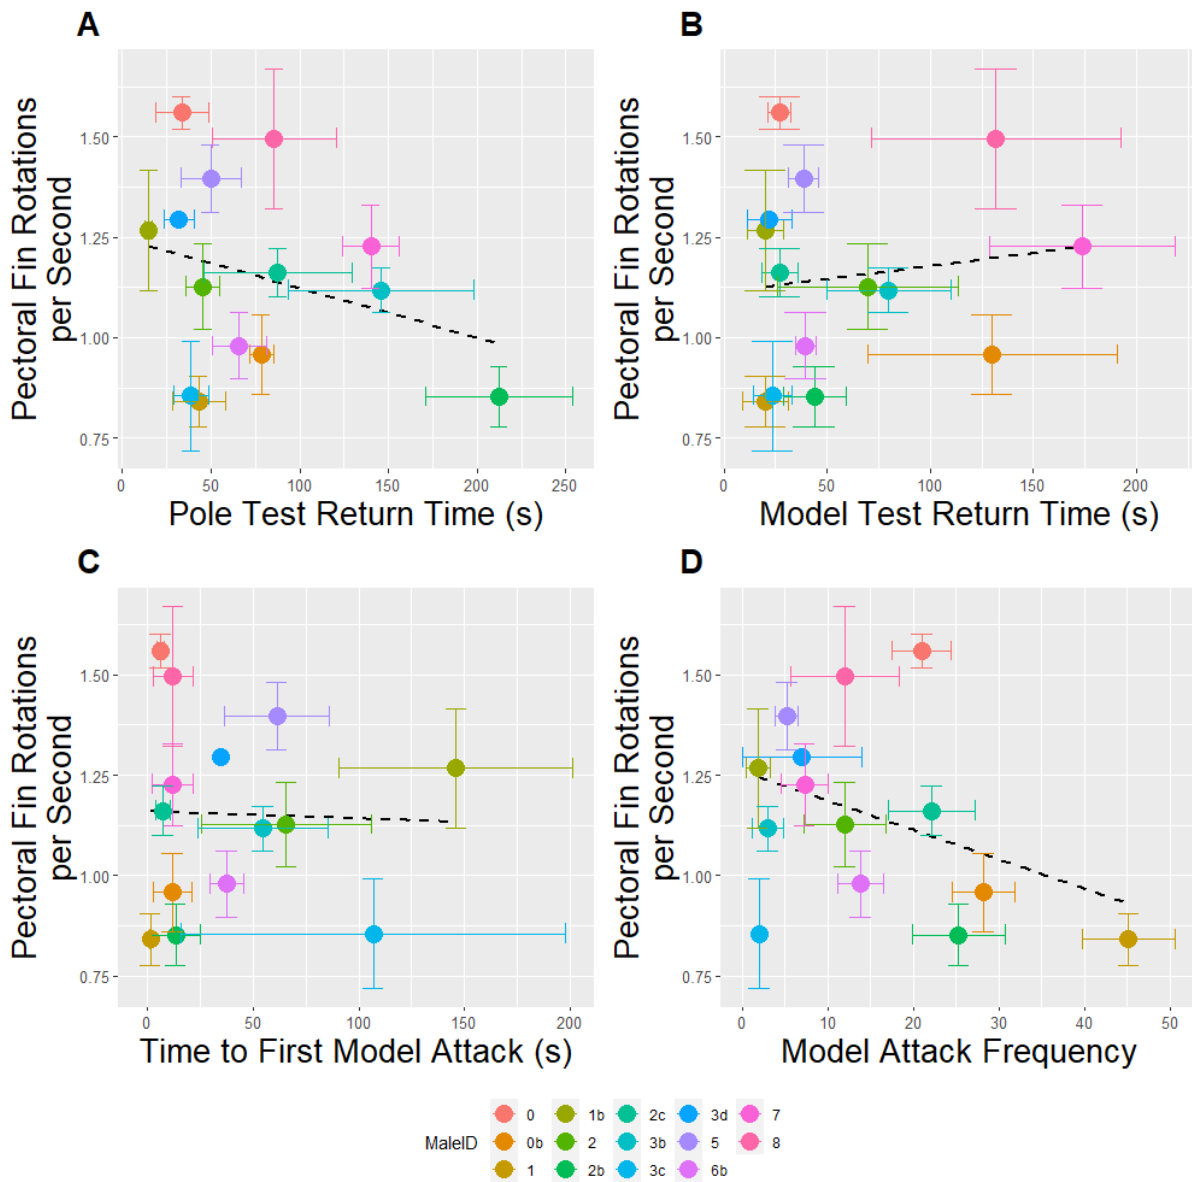 A
Pectoral Fin Rotations
per Second
1.50
1.25
1.00
0.75
0 50 100 150 200 250
Pole Test Return Time (s)
B
Pectoral Fin Rotations
per Second
1.50
1.25
1.00
0.75
0 50 100 150 200
Model Test Return Time (s)
C
Pectoral Fin Rotations
per Second
1.50
1.25
1.00
0.75
0 50 100 150 200
Time to First Model Attack (s)
D
Pectoral Fin Rotations
per Second
1.50
1.25
1.00
0.75
0 10 20 30 40 50
Model Attack Frequency
MaleID
0 1b 2c 3d 7
0b 2 3b 5 8
1 2b 3c 6b